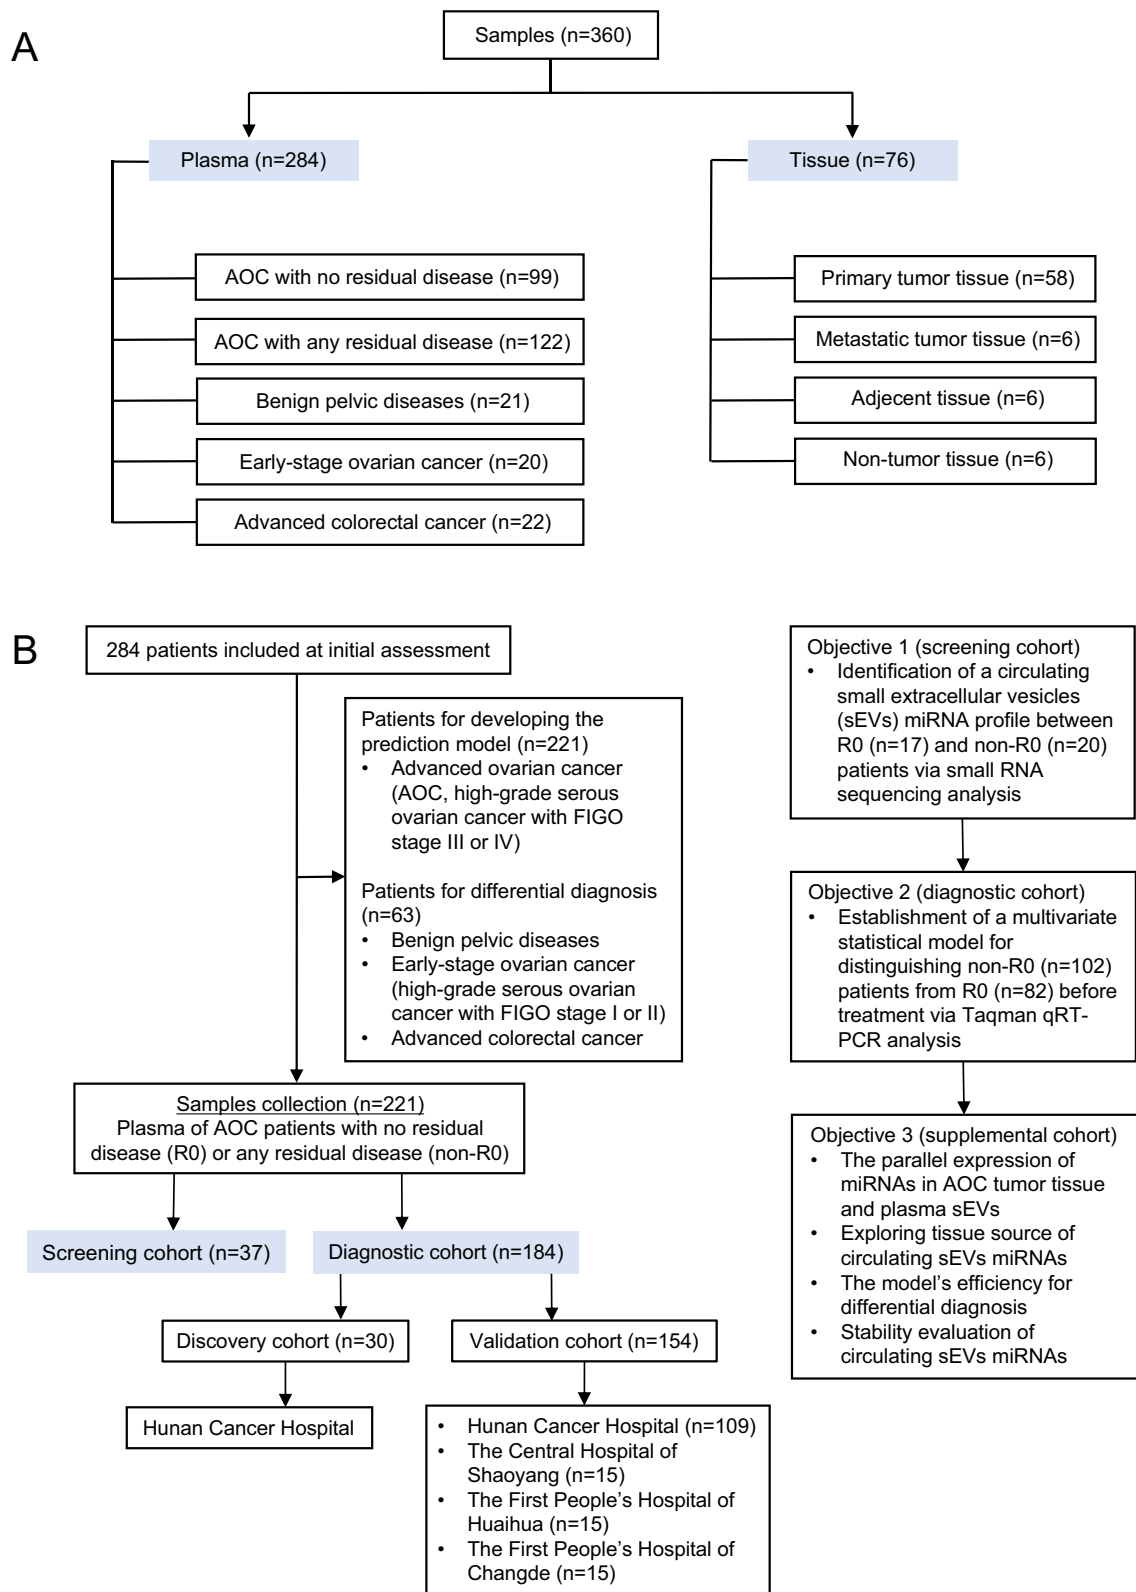 A
Samples (n=360)
Plasma (n=284)
Tissue (n=76)
AOC with no residual disease (n=99)
AOC with any residual disease (n=122)
Benign pelvic diseases (n=21)
Early-stage ovarian cancer (n=20)
Advanced colorectal cancer (n=22)
Primary tumor tissue (n=58)
Metastatic tumor tissue (n=6)
Adjecent tissue (n=6)
Non-tumor tissue (n=6)
B
284 patients included at initial assessment
Patients for developing the
prediction model (n=221)
• Advanced ovarian cancer
(AOC, high-grade serous
ovarian cancer with FIGO
stage III or IV)
Patients for differential diagnosis
(n=63)
• Benign pelvic diseases
• Early-stage ovarian cancer
(high-grade serous ovarian
cancer with FIGO stage I or II)
• Advanced colorectal cancer
Samples collection (n=221)
Plasma of AOC patients with no residual
disease (R0) or any residual disease (non-R0)
Screening cohort (n=37)
Diagnostic cohort (n=184)
Discovery cohort (n=30)
Validation cohort (n=154)
Hunan Cancer Hospital
• Hunan Cancer Hospital (n=109)
• The Central Hospital of
Shaoyang (n=15)
• The First People's Hospital of
Huaihua (n=15)
• The First People's Hospital of
Changde (n=15)
Objective 1 (screening cohort)
• Identification of a circulating
small extracellular vesicles
(sEVs) miRNA profile between
R0 (n=17) and non-R0 (n=20)
patients via small RNA
sequencing analysis
Objective 2 (diagnostic cohort)
• Establishment of a multivariate
statistical model for
distinguishing non-R0 (n=102)
patients from R0 (n=82) before
treatment via Taqman qRT-
PCR analysis
Objective 3 (supplemental cohort)
• The parallel expression of
miRNAs in AOC tumor tissue
and plasma sEVs
• Exploring tissue source of
circulating sEVs miRNAs
• The model's efficiency for
differential diagnosis
• Stability evaluation of
circulating sEVs miRNAs